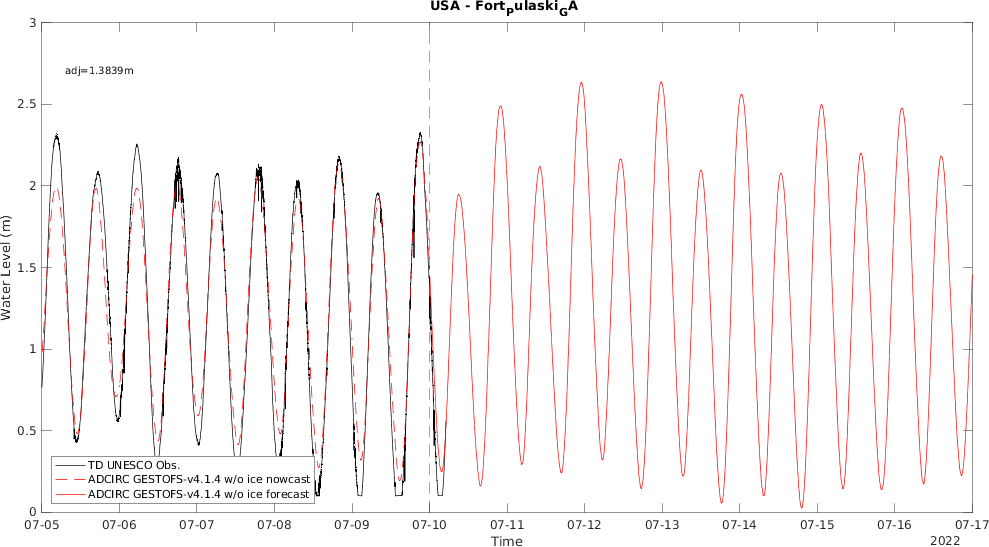 USA - FortPulaskiGA
adj=1.3839m
Water Level (m)
3
2.5
2
1.5
1
0.5
0
TD UNESCO Obs.
ADCIRC GESTOFS-v4.1.4 w/o ice nowcast
ADCIRC GESTOFS-v4.1.4 w/o ice forecast
07-05 07-06 07-07 07-08 07-09 07-10 07-11 07-12 07-13 07-14 07-15 07-16 07-17
Time
2022